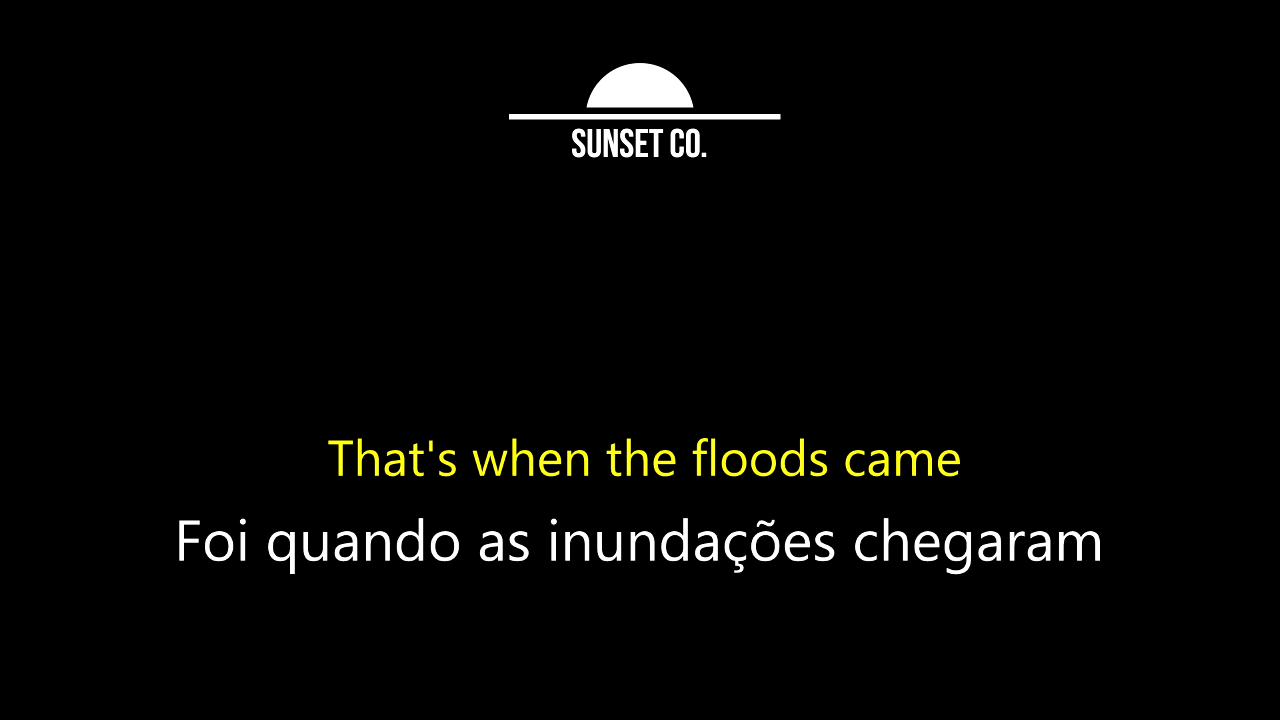 SUNSET CO.
That's when the floods came
Foi quando as inundações chegaram